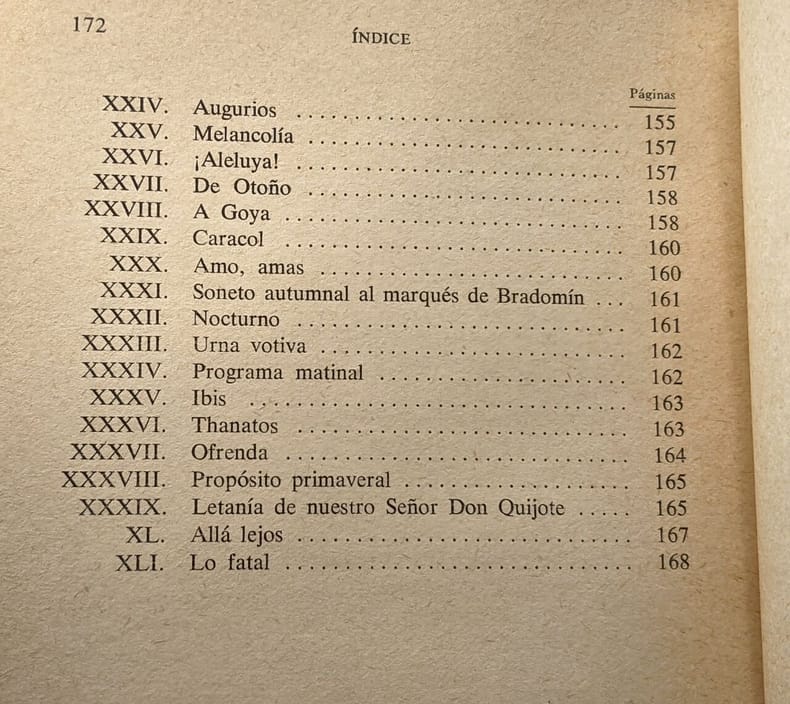 172
ÍNDICE
Páginas
XXIV. Augurios .............................. 155
XXV. Melancolía ............................. 157
XXVI. ¡Aleluya! .............................. 157
XXVII. De Otoño ............................. 158
XXVIII. A Goya ............................... 158
XXIX. Caracol ............................... 160
XXX. Amo, amas ............................ 160
XXXI. Soneto autumnal al marqués de Bradomín ... 161
XXXII. Nocturno .............................. 161
XXXIII. Urna votiva ............................ 162
XXXIV. Programa matinal ...................... 162
XXXV. Ibis ................................... 163
XXXVI. Thanatos .............................. 163
XXXVII. Ofrenda ............................... 164
XXXVIII. Propósito primaveral .................... 165
XXXIX. Letanía de nuestro Señor Don Quijote ..... 165
XL. Allá lejos .............................. 167
XLI. Lo fatal ............................... 168